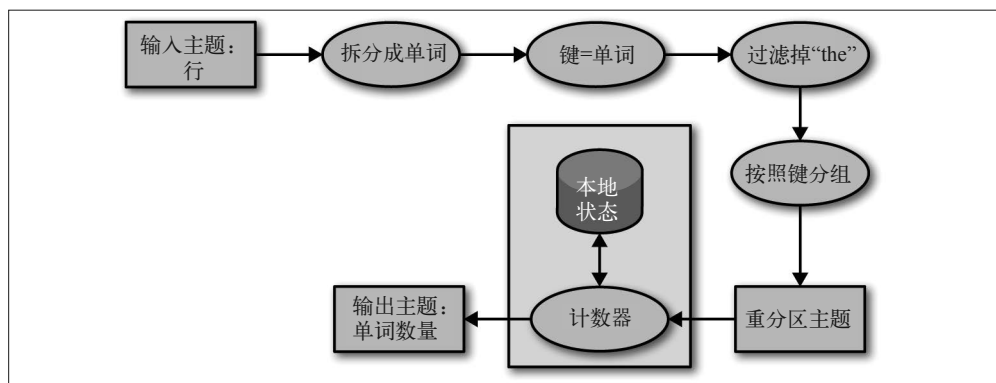 输入主题：
行
拆分成单词
键=单词
过滤掉“the”
按照键分组
本地
状态
输出主题：
单词数量
计数器
重分区主题